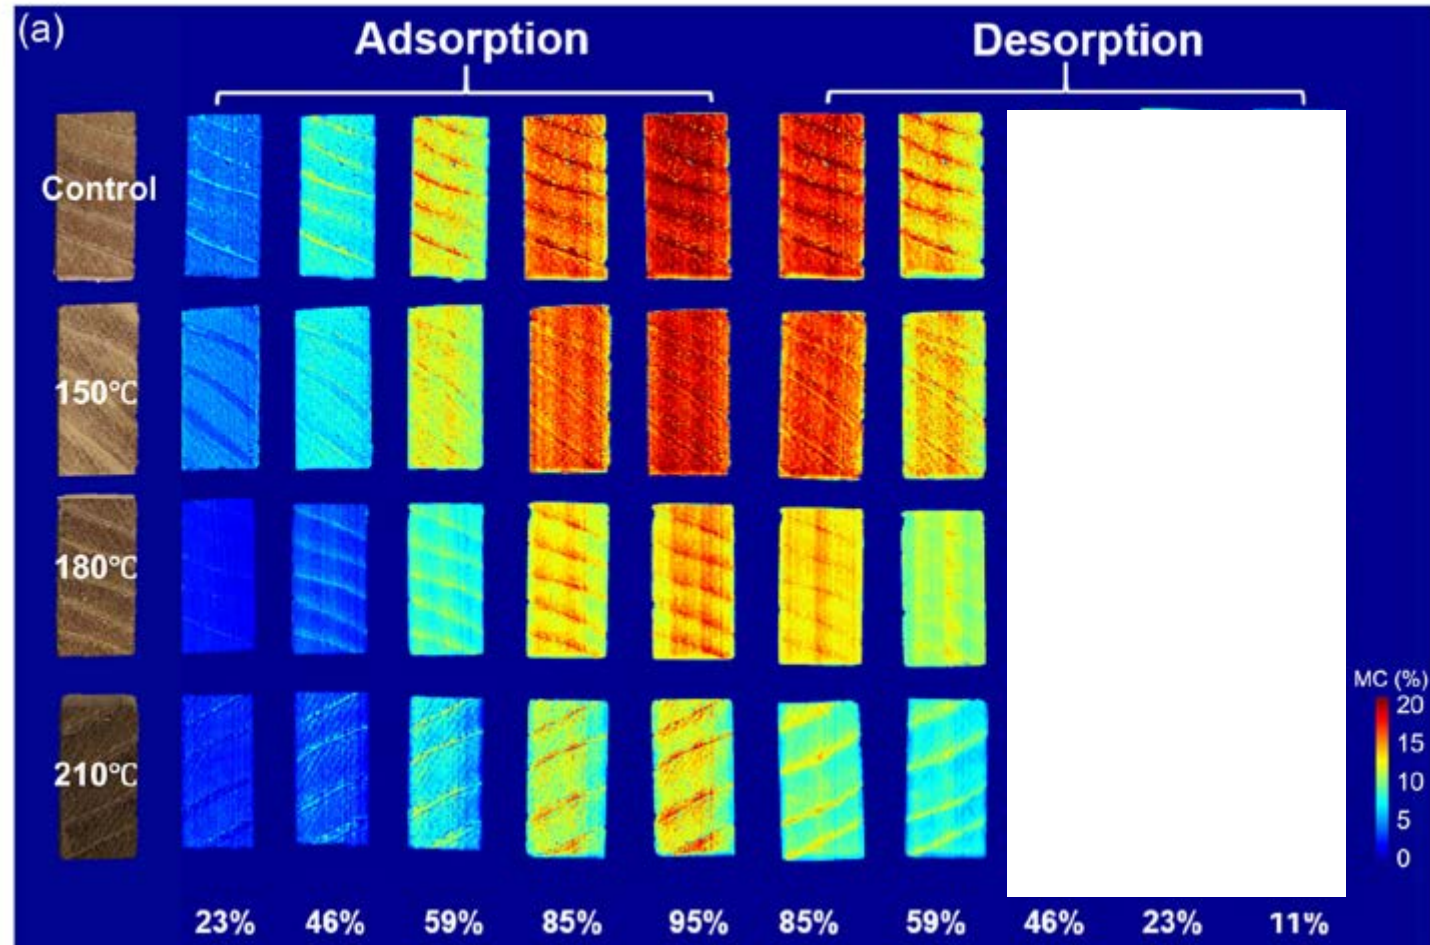 (a)
Adsorption
Desorption
Control
150℃
180℃
210℃
MC (%)
20
15
10
5
0
23% 46% 59% 85% 95% 85% 59% 46% 23% 11%